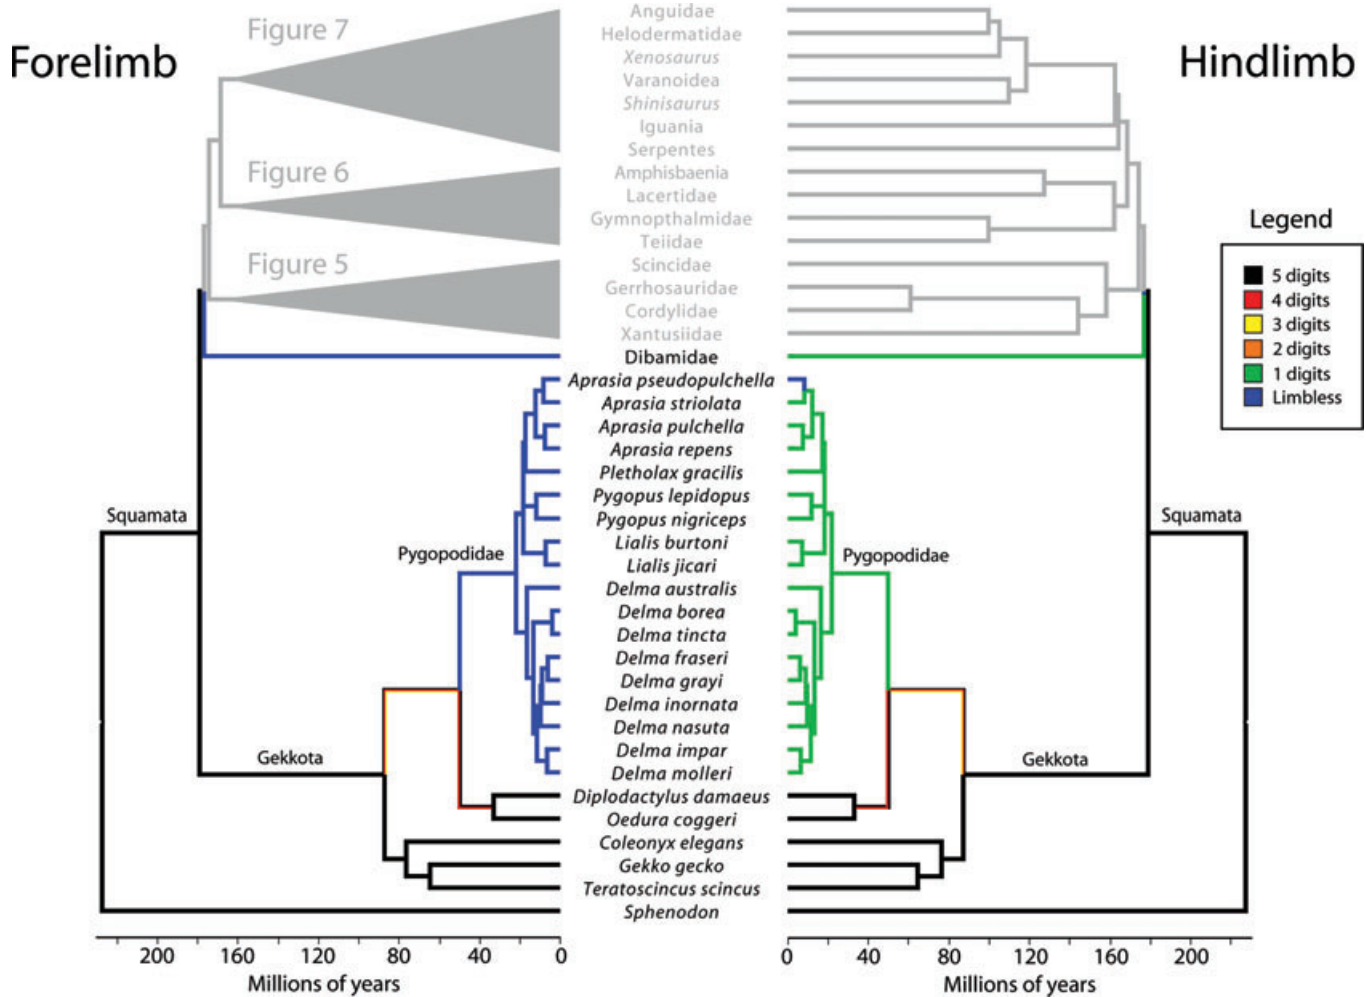 Forelimb
Hindlimb
Figure 7
Figure 6
Figure 5
Anguidae
Helodermatidae
Xenosaurus
Varanoidea
Shinisaurus
Iguania
Serpentes
Amphisbaenia
Lacertidae
Gymnopthalmidae
Teiidae
Scincidae
Gerrhosauridae
Cordylidae
Xantusiidae
Dibamidae
Aprasia pseudopulchella
Aprasia striolata
Aprasia pulchella
Aprasia repens
Pletholax gracilis
Pygopus lepidopus
Pygopus nigriceps
Lialis burtoni
Lialis jicari
Delma australis
Delma borea
Delma tincta
Delma fraseri
Delma grayi
Delma inornata
Delma nasuta
Delma impar
Delma molleri
Diplodactylus damaeus
Oedura coggeri
Coleonyx elegans
Gekko gecko
Teratoscincus scincus
Sphenodon
Squamata
Pygopodidae
Gekkota
Pygopodidae
Squamata
Gekkota
Legend
5 digits
4 digits
3 digits
2 digits
1 digits
Limbless
200 160 120 80 40 0
Millions of years
0 40 80 120 160 200
Millions of years